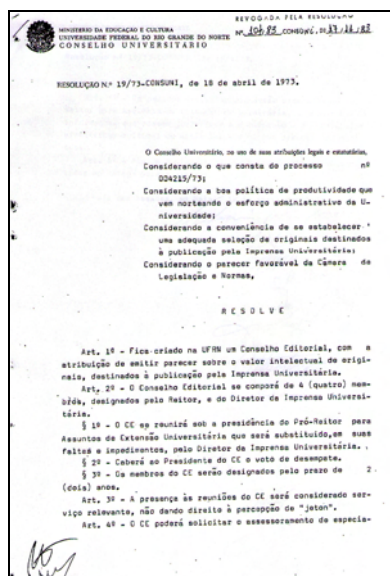 REVOGADA PELA RESOLUÇÃO
MINISTÉRIO DA EDUCAÇÃO E CULTURA
UNIVERSIDADE FEDERAL DO RIO GRANDE DO NORTE
CONSELHO UNIVERSITÁRIO
RESOLUÇÃO N.º 19/73-CONSUNI, de 18 de abril de 1973.
O Conselho Universitário, no uso de suas atribuições legais e estatutárias,
Considerando o que consta do processo nº
004215/73;
Considerando a boa política de produtividade que
vem norteando o esforço administrativo da U-
niversidade;
Considerando a conveniência de se estabelecer
uma adequada seleção de originais destinados
à publicação pela Imprensa Universitária;
Considerando o parecer favorável da Câmara de
Legislação e Normas,
R E S O L V E
Art. 1º - Fica criado na UFRN um Conselho Editorial, com a
atribuição de emitir parecer sobre o valor intelectual de origi-
nais, destinados à publicação pela Imprensa Universitária.
Art. 2º - O Conselho Editorial se comporá de 4 (quatro) mem-
bros, designados pelo Reitor, e do Diretor da Imprensa Universi-
tária.
§ 1º - O CE se reunirá sob a presidência do Pró-Reitor para
Assuntos de Extensão Universitária que será substituído, em suas
faltas e impedimentos, pelo Diretor da Imprensa Universitária.
§ 2º - Caberá ao Presidente do CE o voto de desempate.
§ 3º - Os membros do CE serão designados pelo prazo de 2
(dois) anos.
Art. 3º - A presença às reuniões do CE será considerado ser-
viço relevante, não dando direito à percepção de "jeton".
Art. 4º - O CE poderá solicitar o assessoramento de especia-